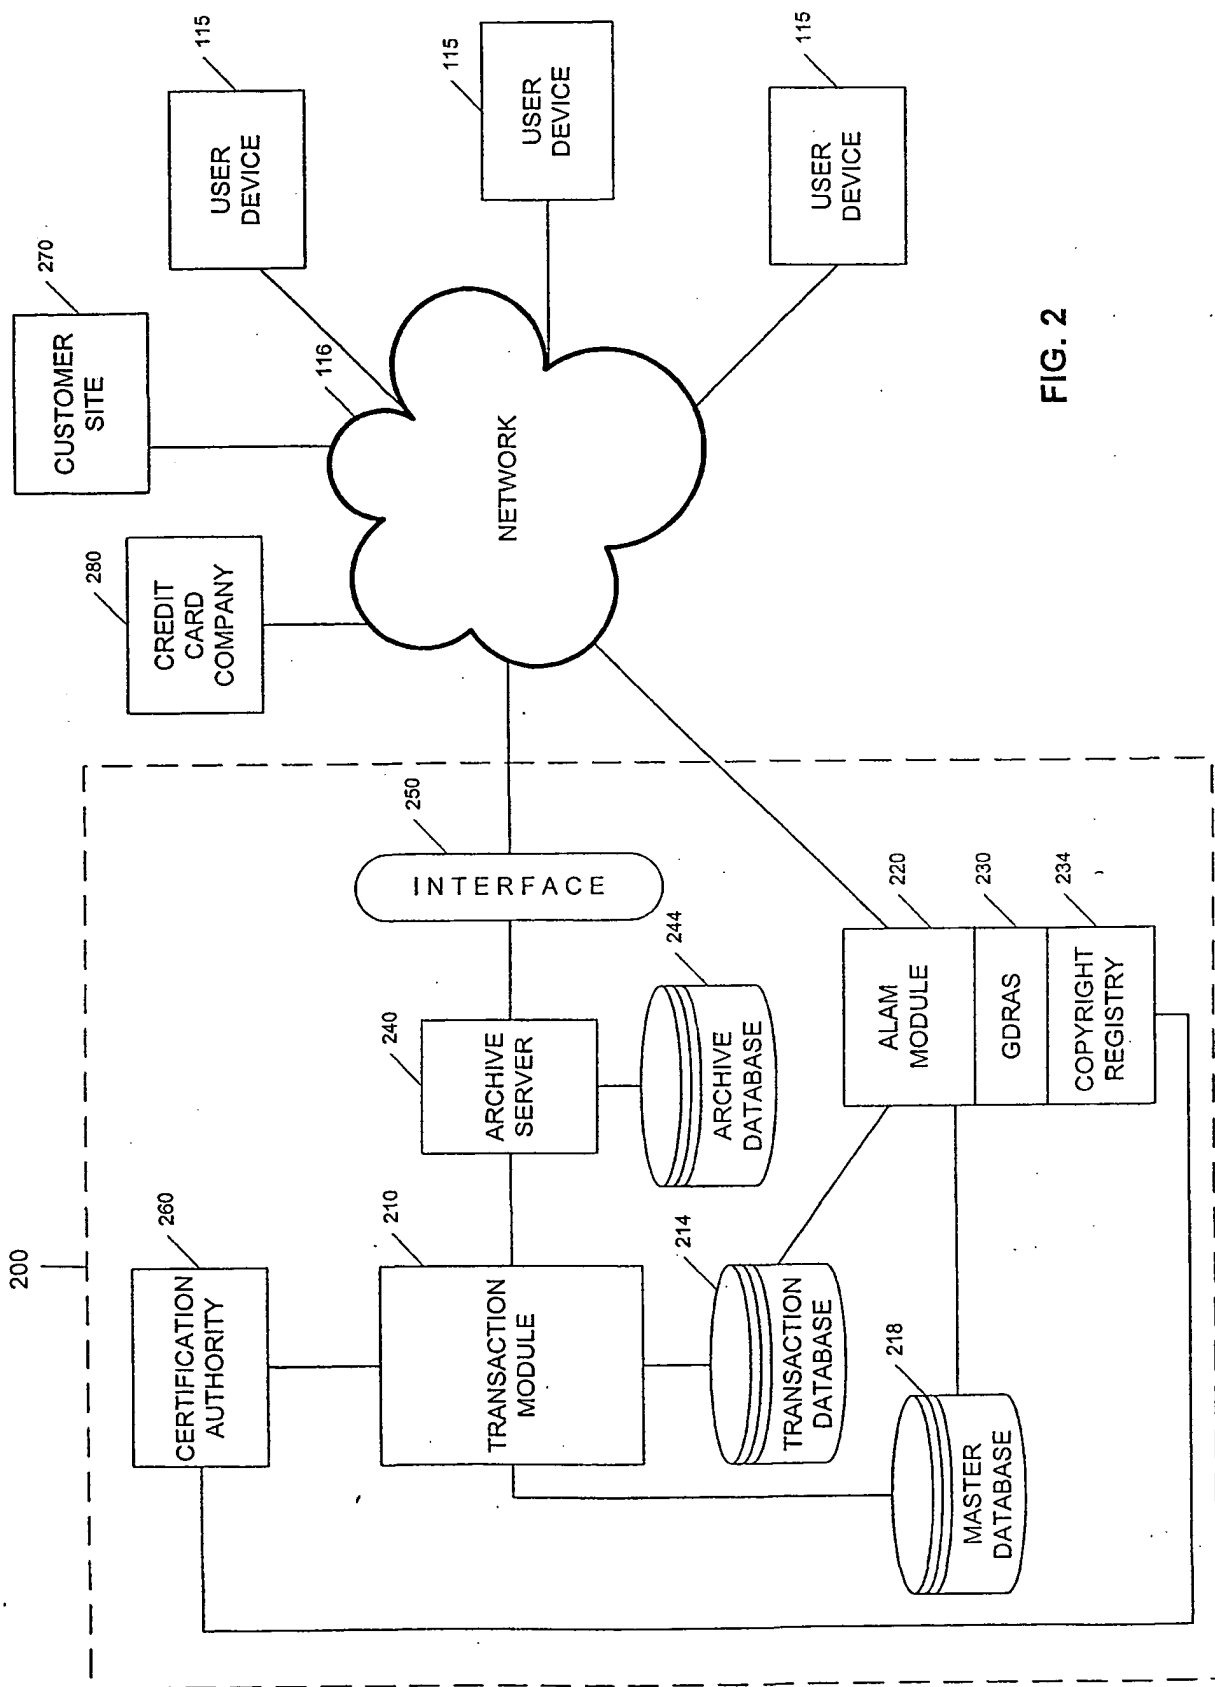 200
260
CERTIFICATION
AUTHORITY
210
TRANSACTION
MODULE
214
TRANSACTION
DATABASE
218
MASTER
DATABASE
240
ARCHIVE
SERVER
244
ARCHIVE
DATABASE
250
INTERFACE
220
ALAM
MODULE
230
GDRAS
234
COPYRIGHT
REGISTRY
280
CREDIT
CARD
COMPANY
270
CUSTOMER
SITE
116
NETWORK
115
USER
DEVICE
115
USER
DEVICE
115
USER
DEVICE
FIG. 2